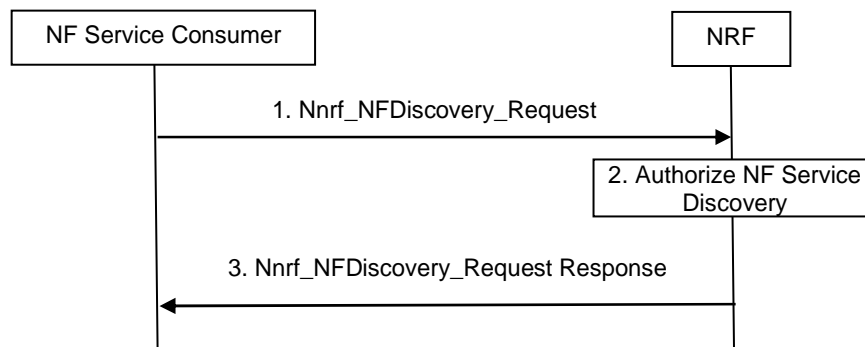 NF Service Consumer
NRF
1. Nnrf_NFDiscovery_Request
2. Authorize NF Service
Discovery
3. Nnrf_NFDiscovery_Request Response